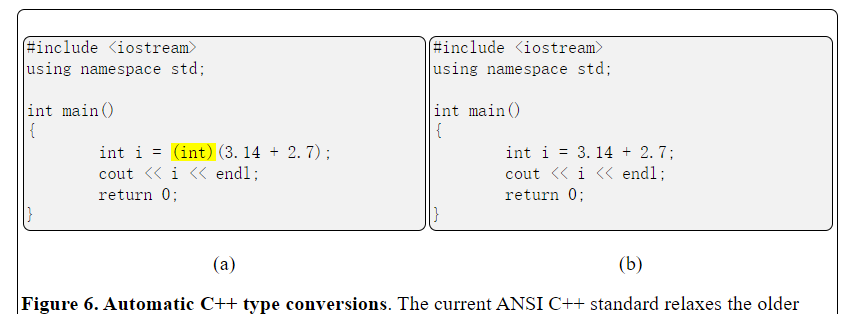 #include <iostream>
using namespace std;

int main()
{
        int i = (int)(3.14 + 2.7);
        cout << i << endl;
        return 0;
}
(a)
#include <iostream>
using namespace std;

int main()
{
        int i = 3.14 + 2.7;
        cout << i << endl;
        return 0;
}
(b)
Figure 6. Automatic C++ type conversions. The current ANSI C++ standard relaxes the older